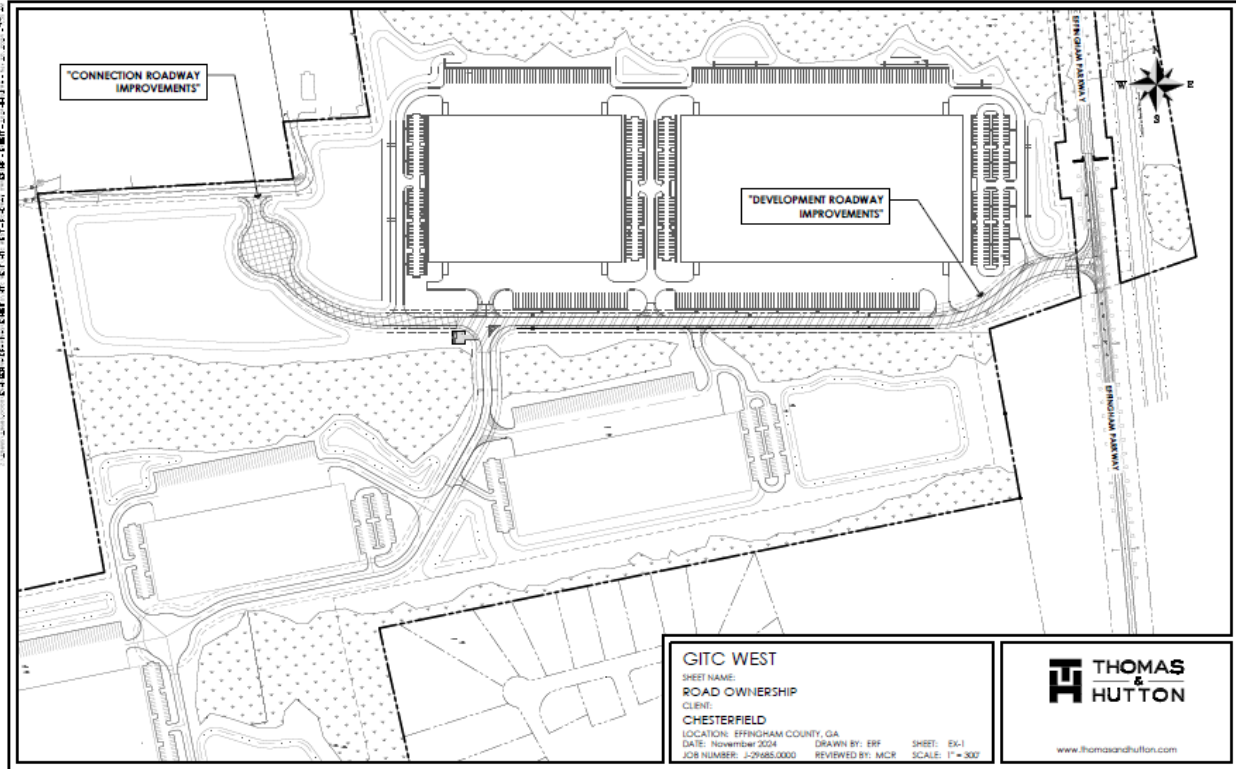 "CONNECTION ROADWAY
IMPROVEMENTS"
EFFINGHAM PARKWAY
N
W
E
S
"DEVELOPMENT ROADWAY
IMPROVEMENTS"
EFFINGHAM PARKWAY
GITC WEST
SHEET NAME:
ROAD OWNERSHIP
CLIENT:
CHESTERFIELD
LOCATION: EFFINGHAM COUNTY, GA
DATE: November 2024 DRAWN BY: ERF SHEET: EX-1
JOB NUMBER: J-29685.0000 REVIEWED BY: MCR SCALE: 1" = 300'
THOMAS
&
HUTTON
www.thomasandhutton.com